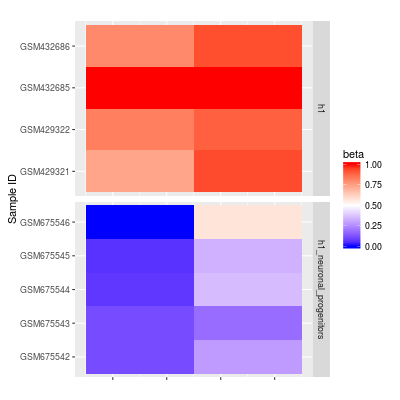 Sample ID
GSM432686
GSM432685
GSM429322
GSM429321
h1
GSM675546
GSM675545
GSM675544
GSM675543
GSM675542
h1_neuronal_progenitors
beta
1.00
0.75
0.50
0.25
0.00